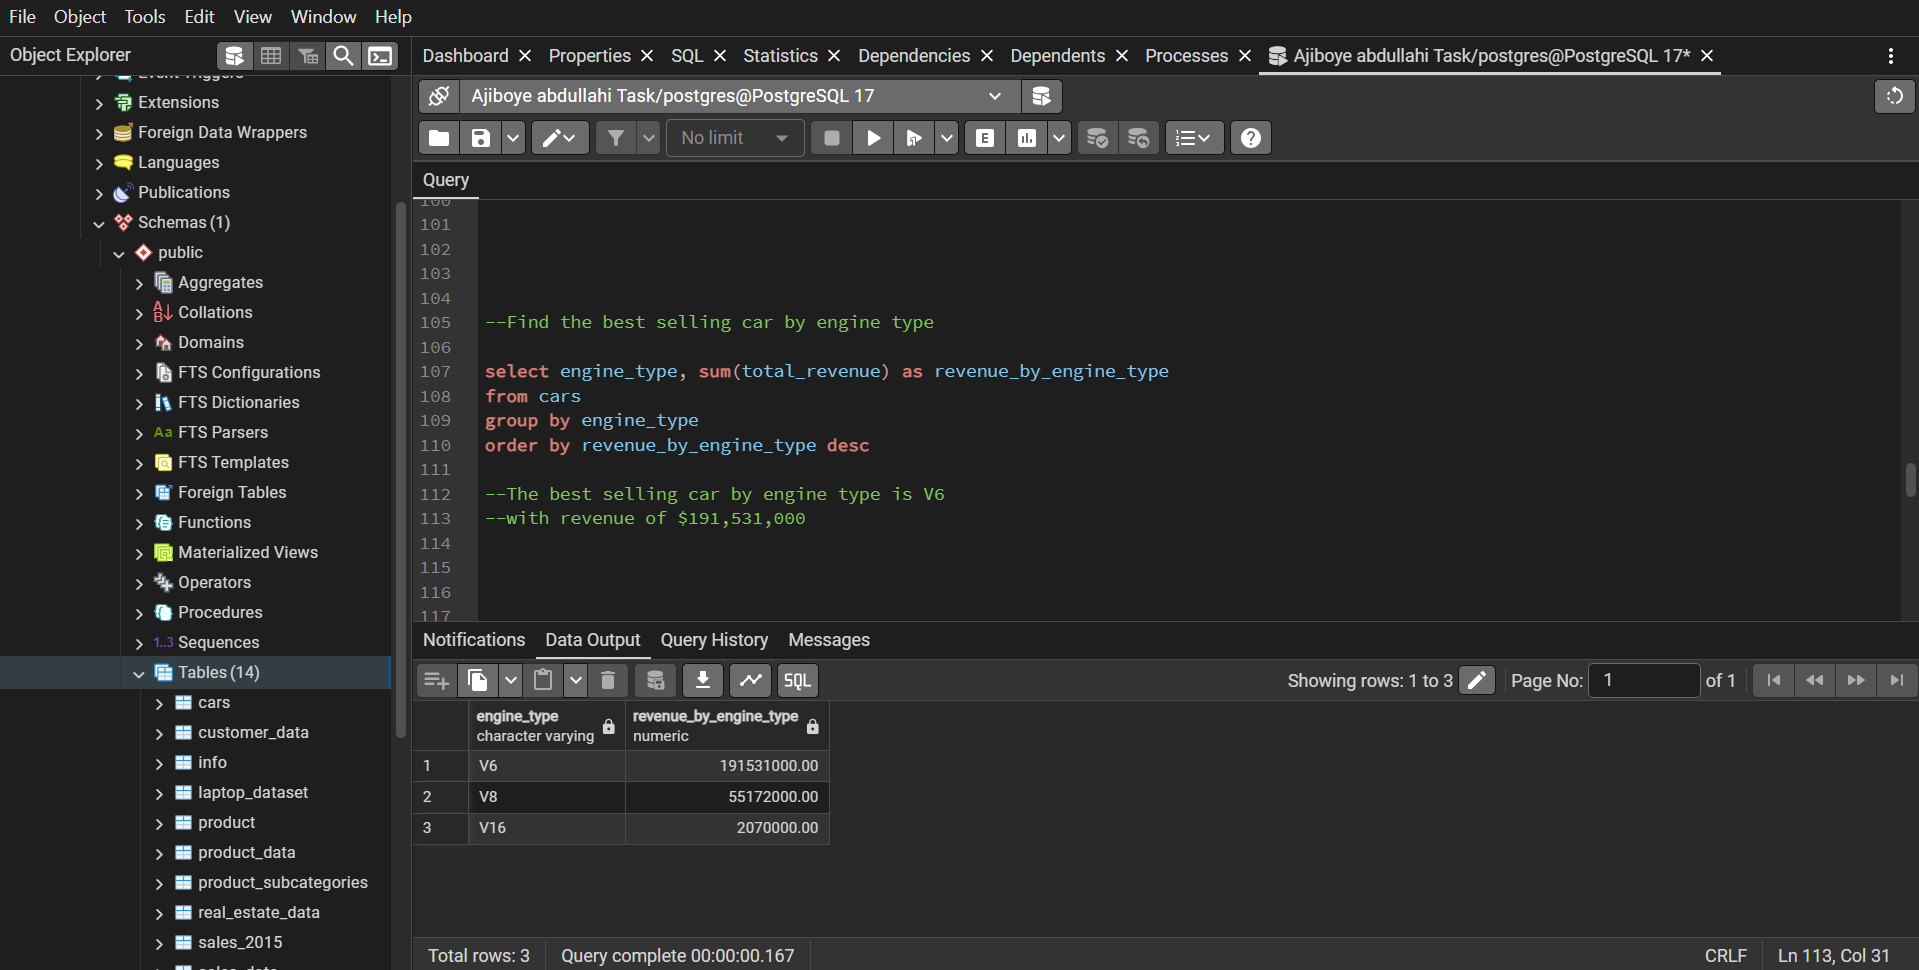 File Object Tools Edit View Window Help
Object Explorer
Dashboard Properties SQL Statistics Dependencies Dependents Processes Ajiboye abdullahi Task/postgres@PostgreSQL 17*
Ajiboye abdullahi Task/postgres@PostgreSQL 17
No limit
E
Query
Event Triggers
Extensions
Foreign Data Wrappers
Languages
Publications
Schemas (1)
public
Aggregates
Collations
Domains
FTS Configurations
FTS Dictionaries
Aa FTS Parsers
FTS Templates
Foreign Tables
Functions
Materialized Views
Operators
Procedures
1..3 Sequences
Tables (14)
cars
customer_data
info
laptop_dataset
product
product_data
product_subcategories
real_estate_data
sales_2015
sales_data
100
101
102
103
104
105 --Find the best selling car by engine type
106
107 select engine_type, sum(total_revenue) as revenue_by_engine_type
108 from cars
109 group by engine_type
110 order by revenue_by_engine_type desc
111
112 --The best selling car by engine type is V6
113 --with revenue of $191,531,000
114
115
116
117
Notifications Data Output Query History Messages
SQL Showing rows: 1 to 3 Page No: 1 of 1
engine_type revenue_by_engine_type
character varying numeric
1 V6 191531000.00
2 V8 55172000.00
3 V16 2070000.00
Total rows: 3 Query complete 00:00:00.167 CRLF Ln 113, Col 31